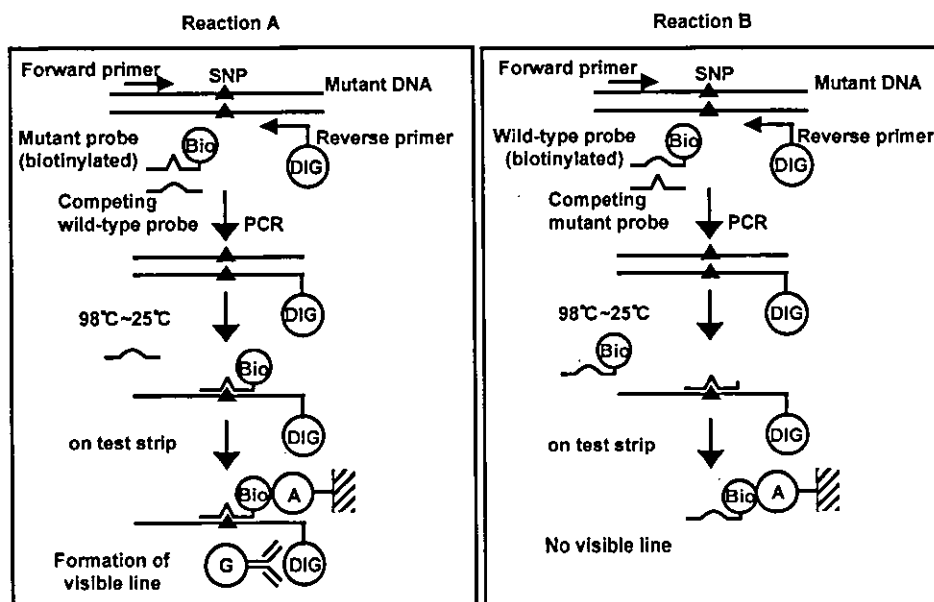 Reaction A
Forward primer
SNP
Mutant DNA
Mutant probe
(biotinylated)
Bio
Reverse primer
DIG
Competing
wild-type probe
PCR
DIG
98℃~25℃
Bio
DIG
on test strip
Bio
A
Formation of
visible line
G
DIG
Reaction B
Forward primer
SNP
Mutant DNA
Wild-type probe
(biotinylated)
Bio
Reverse primer
DIG
Competing
mutant probe
PCR
DIG
98℃~25℃
Bio
DIG
on test strip
Bio
A
No visible line